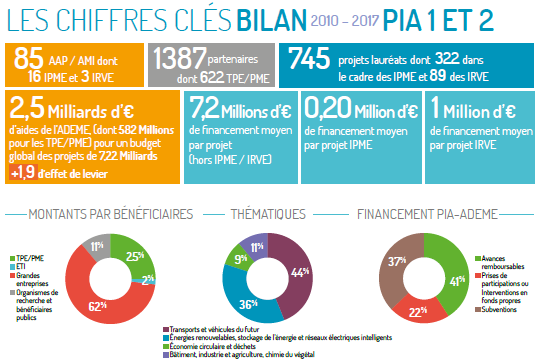 LES CHIFFRES CLÉS BILAN 2010 - 2017 PIA 1 ET 2
85 AAP / AMI dont
16 IPME et 3 IRVE
1387 partenaires
dont 622 TPE/PME
745 projets lauréats dont 322 dans
le cadre des IPME et 89 des IRVE
2,5 Milliards d'€
d'aides de l'ADEME, (dont 582 Millions
pour les TPE/PME) pour un budget
global des projets de 7,22 Milliards
+1,9 d'effet de levier
7,2 Millions d'€
de financement moyen
par projet
(hors IPME / IRVE)
0,20 Million d'€
de financement moyen
par projet IPME
1 Million d'€
de financement moyen
par projet IRVE
MONTANTS PAR BÉNÉFICIAIRES
TPE/PME
ETI
Grandes
entreprises
Organismes de
recherche et
bénéficiaires
publics
11%
25%
2%
62%
THÉMATIQUES
11%
9%
44%
36%
Transports et véhicules du futur
Énergies renouvelables, stockage de l'énergie et réseaux électriques intelligents
Économie circulaire et déchets
Bâtiment, industrie et agriculture, chimie du végétal
FINANCEMENT PIA-ADEME
37%
41%
22%
Avances
remboursables
Prises de
participations ou
Interventions en
fonds propres
Subventions